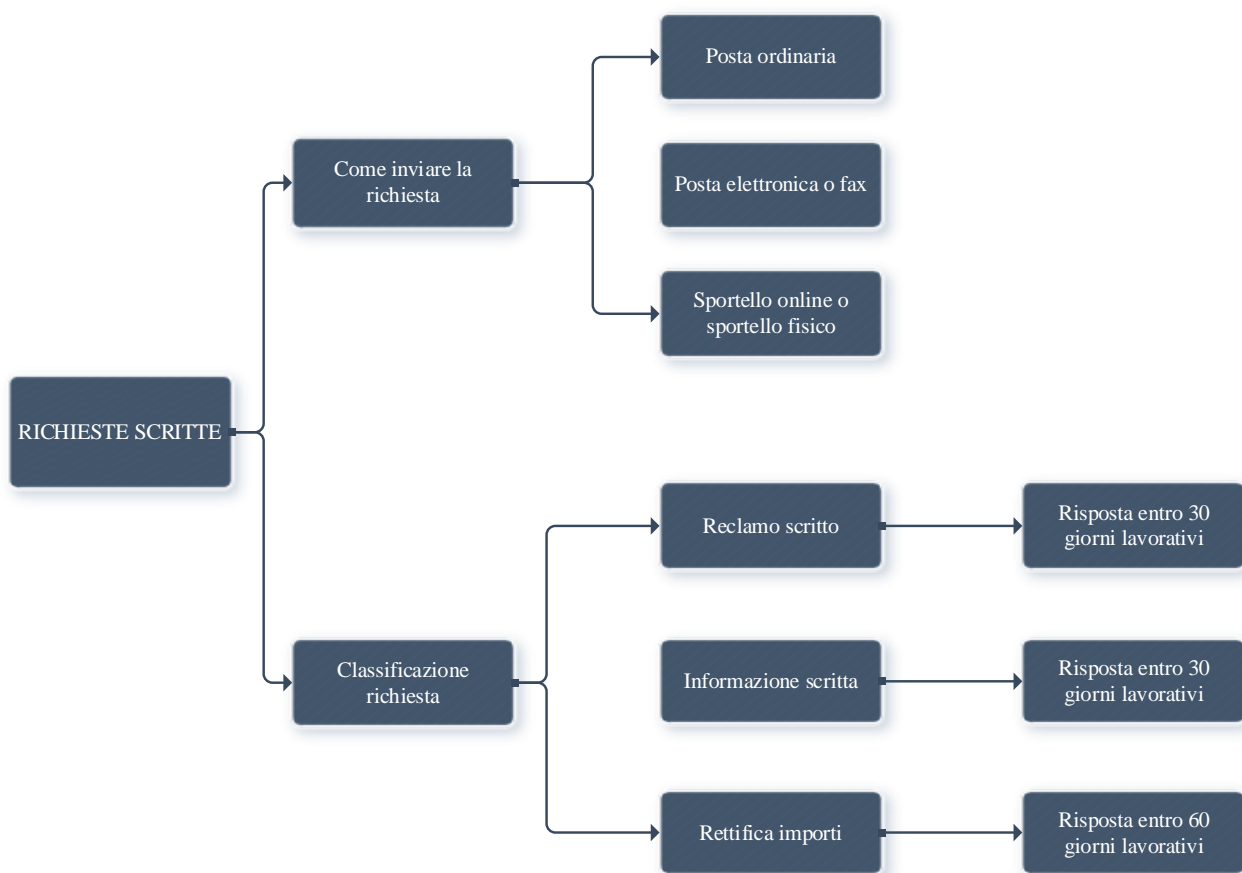 Posta ordinaria
Come inviare la
richiesta
Posta elettronica o fax
Sportello online o
sportello fisico
RICHIESTE SCRITTE
Reclamo scritto
Risposta entro 30
giorni lavorativi
Classificazione
richiesta
Informazione scritta
Risposta entro 30
giorni lavorativi
Rettifica importi
Risposta entro 60
giorni lavorativi